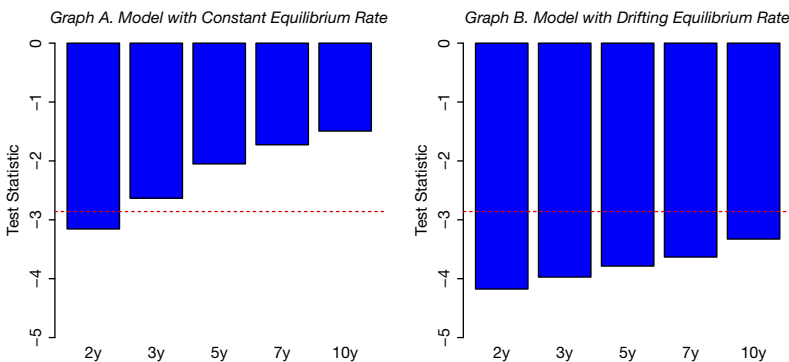 Graph A. Model with Constant Equilibrium Rate
Test Statistic
0
−1
−2
−3
−4
−5
2y 3y 5y 7y 10y
Graph B. Model with Drifting Equilibrium Rate
Test Statistic
0
−1
−2
−3
−4
−5
2y 3y 5y 7y 10y